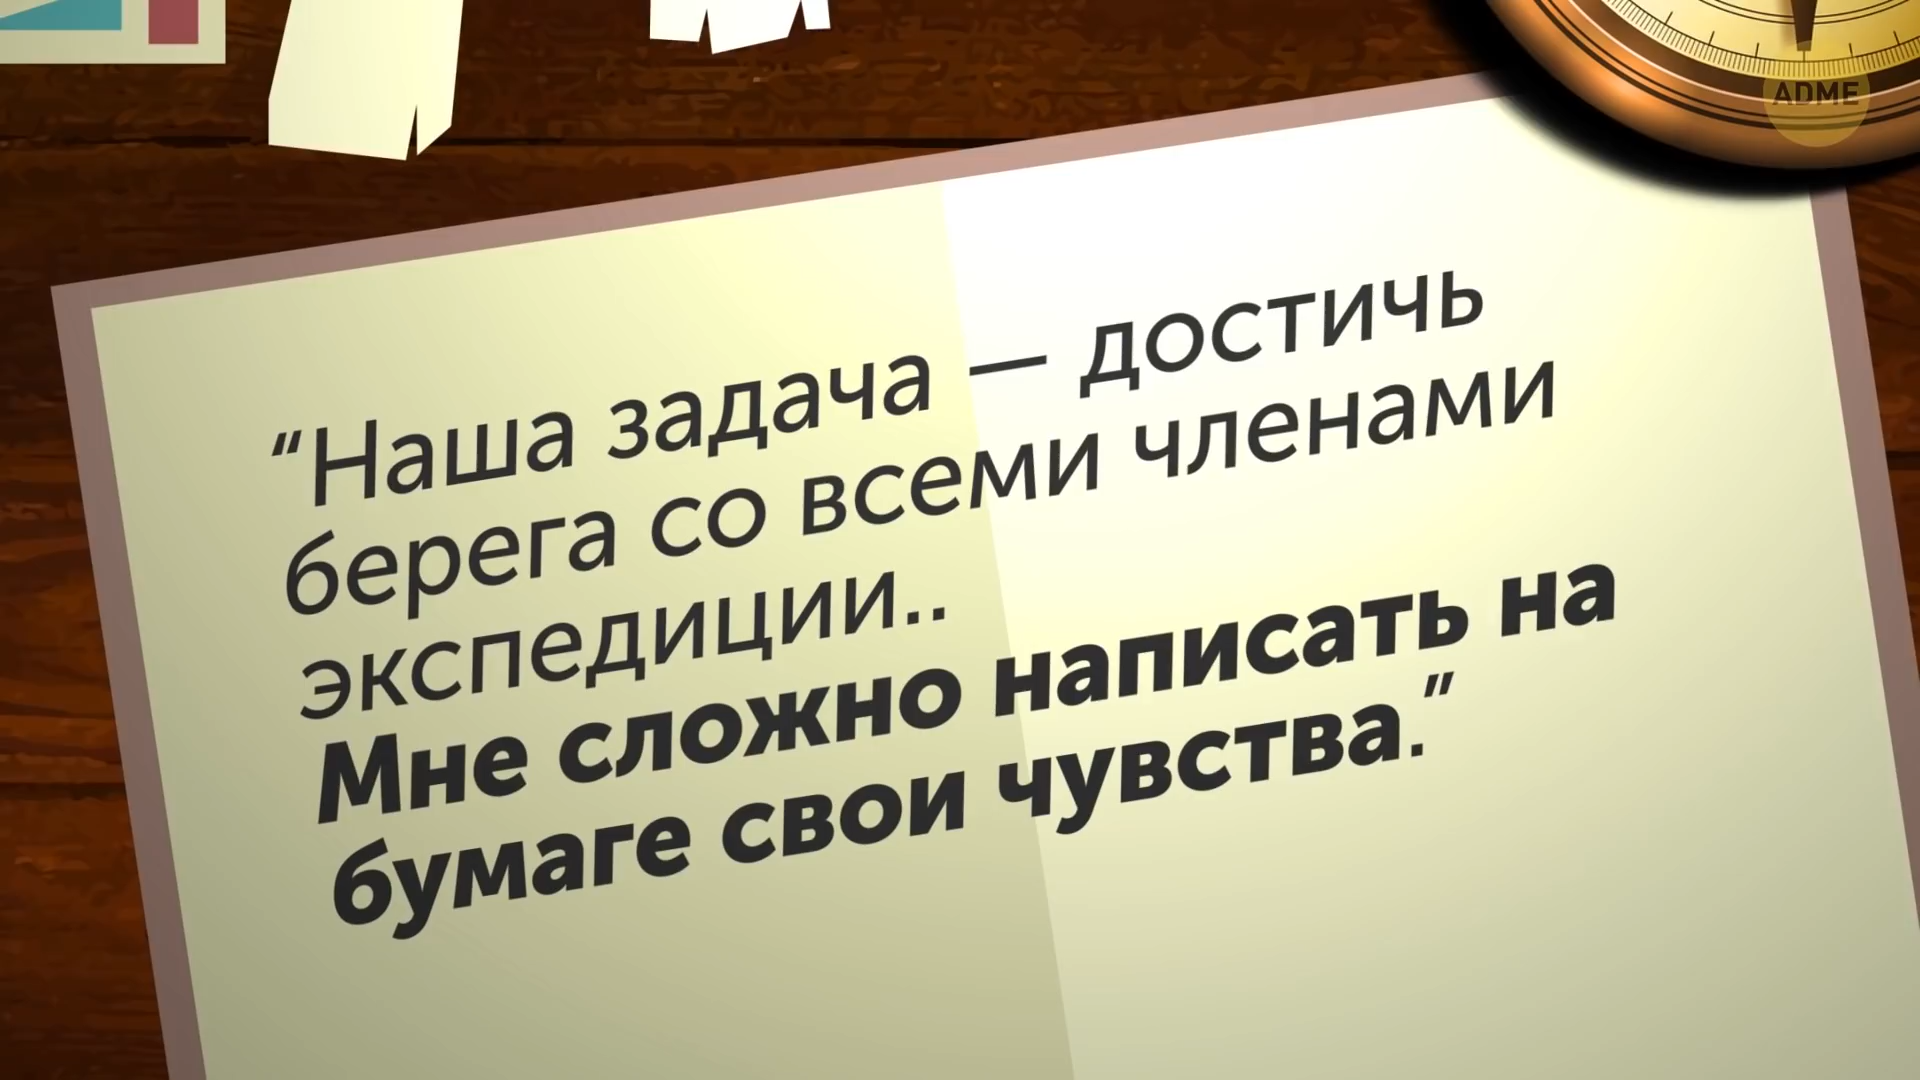 ADME
“Наша задача — достичь
берега со всеми членами
экспедиции..
Мне сложно написать на
бумаге свои чувства.”